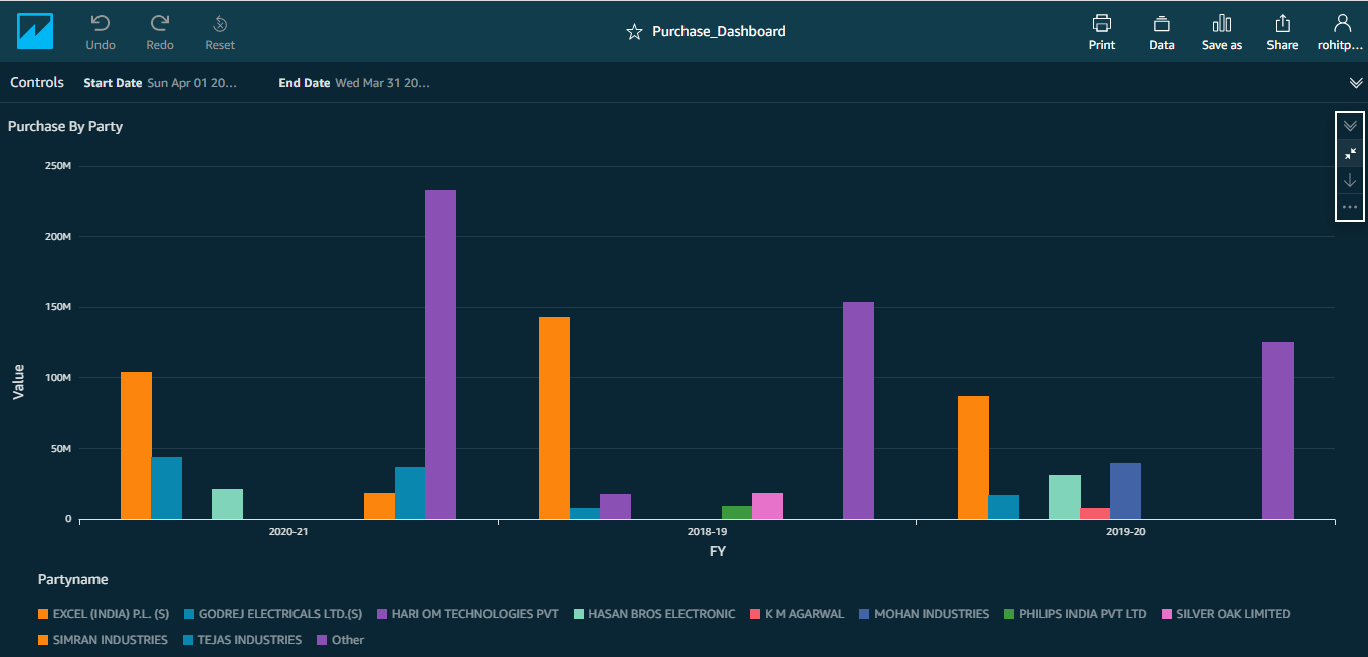 Undo Redo Reset Purchase_Dashboard Print Data Save as Share rohitp...
Controls Start Date Sun Apr 01 20... End Date Wed Mar 31 20...
Purchase By Party
250M
200M
150M
100M
50M
0
Value
2020-21 2018-19 2019-20
FY
Partyname
EXCEL (INDIA) P.L. (S) GODREJ ELECTRICALS LTD.(S) HARI OM TECHNOLOGIES PVT HASAN BROS ELECTRONIC K M AGARWAL MOHAN INDUSTRIES PHILIPS INDIA PVT LTD SILVER OAK LIMITED
SIMRAN INDUSTRIES TEJAS INDUSTRIES Other